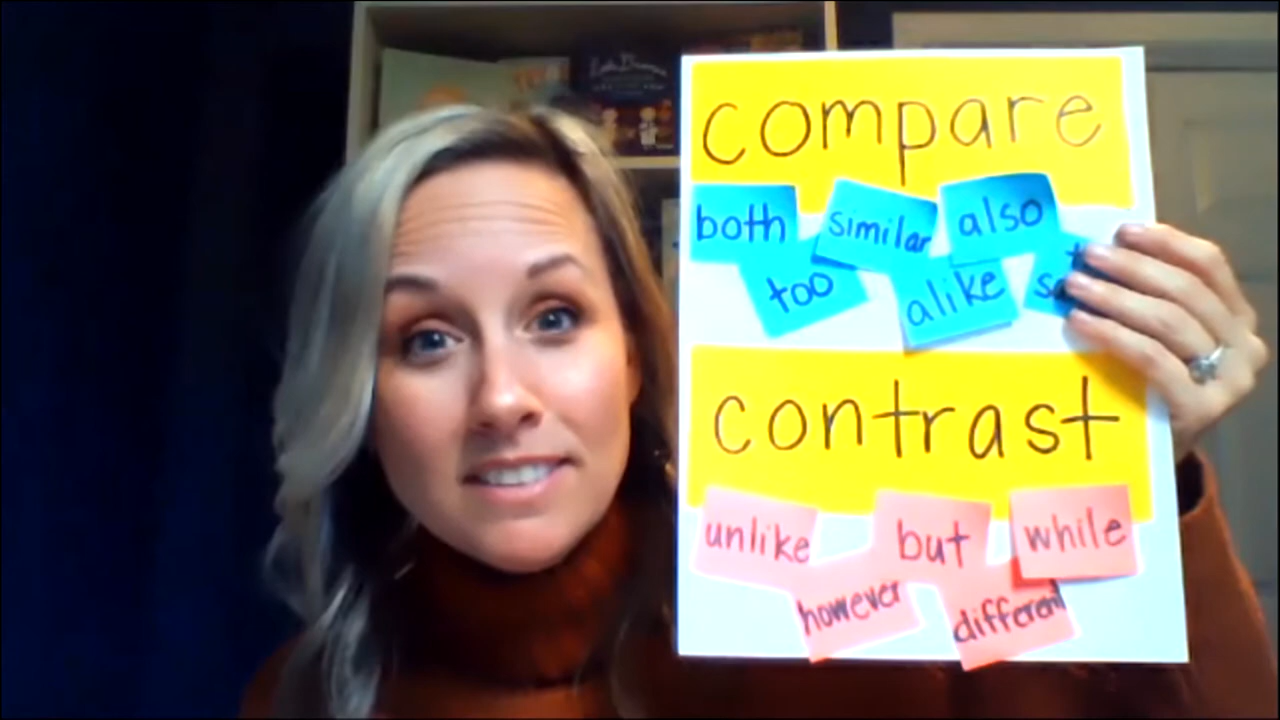 compare
both similar also
too alike
contrast
unlike but while
however different